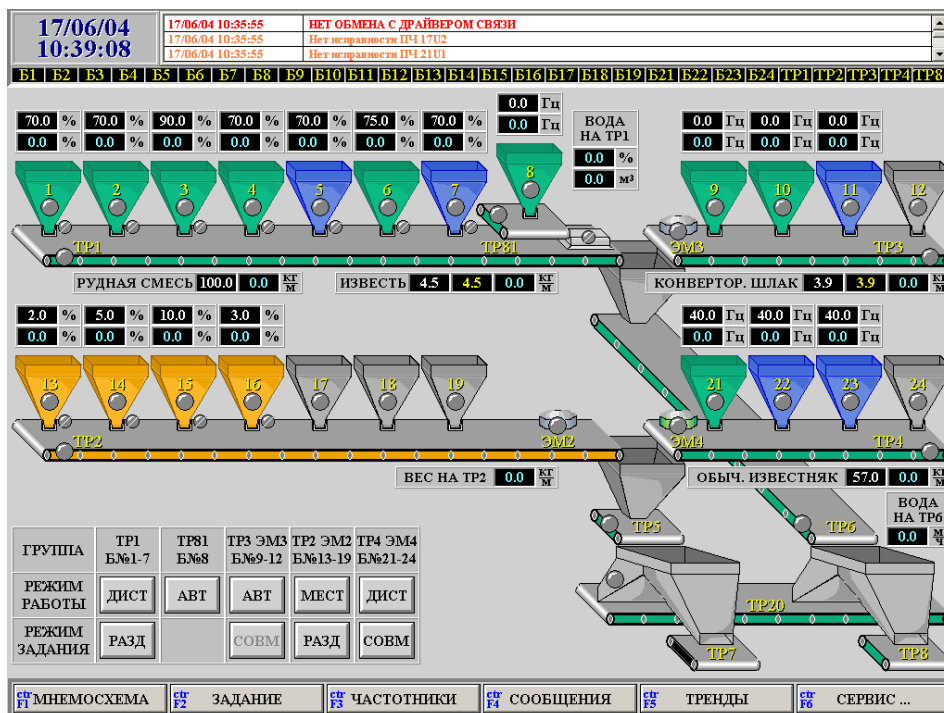 17/06/04
10:39:08
17/06/04 10:35:55 НЕТ ОБМЕНА С ДРАЙВЕРОМ СВЯЗИ
17/06/04 10:35:55 Нет исправности ПЧ 17U2
17/06/04 10:35:55 Нет исправности ПЧ 21U1
Б1 Б2 Б3 Б4 Б5 Б6 Б7 Б8 Б9 Б10 Б11 Б12 Б13 Б14 Б15 Б16 Б17 Б18 Б19 Б21 Б22 Б23 Б24 ТР1 ТР2 ТР3 ТР4 ТР8
0.0 Гц
0.0 Гц
70.0 % 70.0 % 90.0 % 70.0 % 70.0 % 75.0 % 70.0 %
0.0 % 0.0 % 0.0 % 0.0 % 0.0 % 0.0 % 0.0 %
ВОДА
НА ТР1
0.0 %
0.0 м³
0.0 Гц 0.0 Гц 0.0 Гц
0.0 Гц 0.0 Гц 0.0 Гц
1 2 3 4 5 6 7 8 9 10 11 12
ТР1 ТР81 ЭМ3 ТР3
РУДНАЯ СМЕСЬ 100.0 0.0 кг/м ИЗВЕСТЬ 4.5 4.5 0.0 кг/м КОНВЕРТОР. ШЛАК 3.9 3.9 0.0 кг/м
2.0 % 5.0 % 10.0 % 3.0 % 40.0 Гц 40.0 Гц 40.0 Гц
0.0 % 0.0 % 0.0 % 0.0 % 0.0 Гц 0.0 Гц 0.0 Гц
13 14 15 16 17 18 19 21 22 23 24
ТР2 ЭМ2 ЭМ4 ТР4
ВЕС НА ТР2 0.0 кг/м ОБЫЧ. ИЗВЕСТНЯК 57.0 0.0 кг/м
ВОДА
НА ТР6
0.0
ТР5 ТР6
ГРУППА ТР1 ТР81 ТР3 ЭМ3 ТР2 ЭМ2 ТР4 ЭМ4
Б№1-7 Б№8 Б№9-12 Б№13-19 Б№21-24
РЕЖИМ
РАБОТЫ ДИСТ АВТ АВТ МЕСТ ДИСТ
РЕЖИМ
ЗАДАНИЯ РАЗД СОВМ РАЗД СОВМ
ТР20
ТР7 ТР8
ctr F1 МНЕМОСХЕМА ctr F2 ЗАДАНИЕ ctr F3 ЧАСТОТНИКИ ctr F4 СООБЩЕНИЯ ctr F5 ТРЕНДЫ ctr F6 СЕРВИС ...